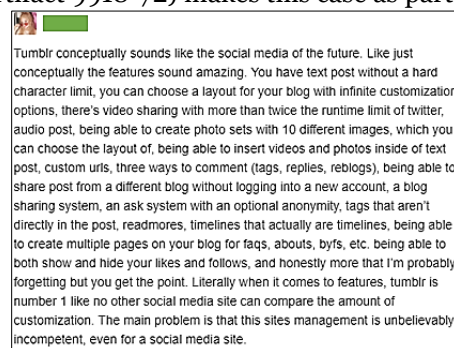 makes this case as part
Tumblr conceptually sounds like the social media of the future. Like just
conceptually the features sound amazing. You have text post without a hard
character limit, you can choose a layout for your blog with infinite customization
options, there's video sharing with more than twice the runtime limit of twitter,
audio post, being able to create photo sets with 10 different images, which you
can choose the layout of, being able to insert videos and photos inside of text
post, custom urls, three ways to comment (tags, replies, reblogs), being able to
share post from a different blog without logging into a new account, a blog
sharing system, an ask system with an optional anonymity, tags that aren't
directly in the post, readmores, timelines that actually are timelines, being able
to create multiple pages on your blog for faqs, abouts, byfs, etc. being able to
both show and hide your likes and follows, and honestly more that I'm probably
forgetting but you get the point. Literally when it comes to features, tumblr is
number 1 like no other social media site can compare the amount of
customization. The main problem is that this sites management is unbelievably
incompetent, even for a social media site.